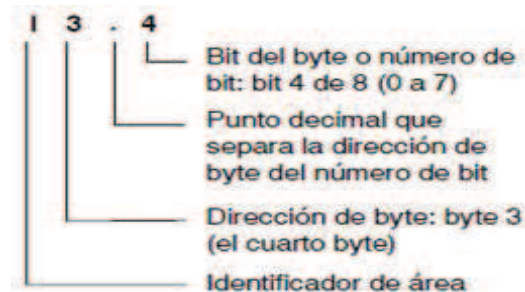 I 3 . 4
Bit del byte o número de
bit: bit 4 de 8 (0 a 7)
Punto decimal que
separa la dirección de
byte del número de bit
Dirección de byte: byte 3
(el cuarto byte)
Identificador de área